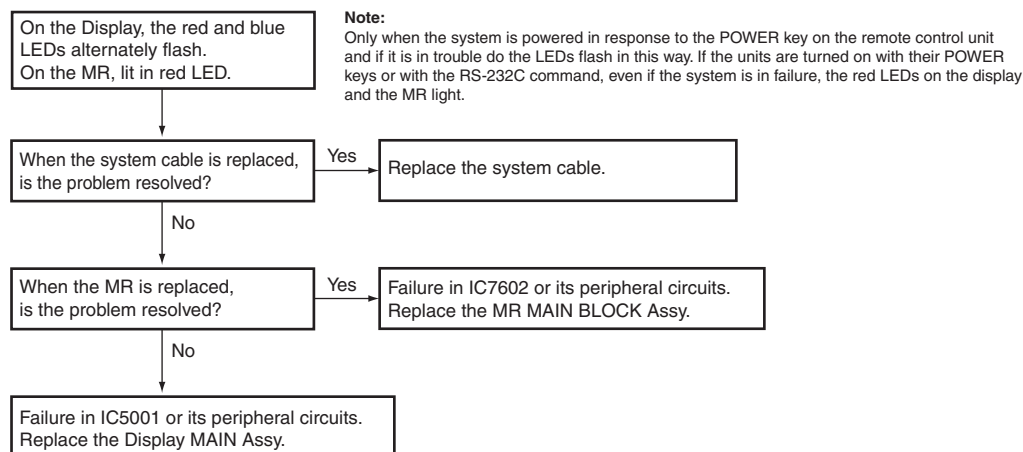 On the Display, the red and blue
LEDs alternately flash.
On the MR, lit in red LED.
Note:
Only when the system is powered in response to the POWER key on the remote control unit
and if it is in trouble do the LEDs flash in this way. If the units are turned on with their POWER
keys or with the RS-232C command, even if the system is in failure, the red LEDs on the display
and the MR light.
When the system cable is replaced,
is the problem resolved?
Yes
Replace the system cable.
No
When the MR is replaced,
is the problem resolved?
Yes
Failure in IC7602 or its peripheral circuits.
Replace the MR MAIN BLOCK Assy.
No
Failure in IC5001 or its peripheral circuits.
Replace the Display MAIN Assy.